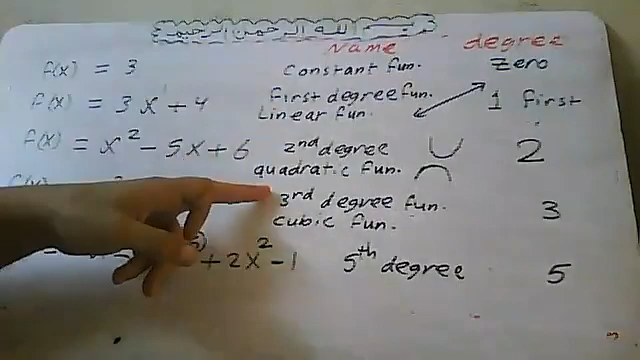 بسم الله الرحمن الرحيم
Name degree
f(x) = 3 constant fun. Zero
f(x) = 3x + 4 First degree fun. 1 first
Linear fun.
f(x) = x² - 5x + 6 2nd degree 2
quadratic fun.
3rd degree fun. 3
cubic fun.
+ 2x² - 1 5th degree 5